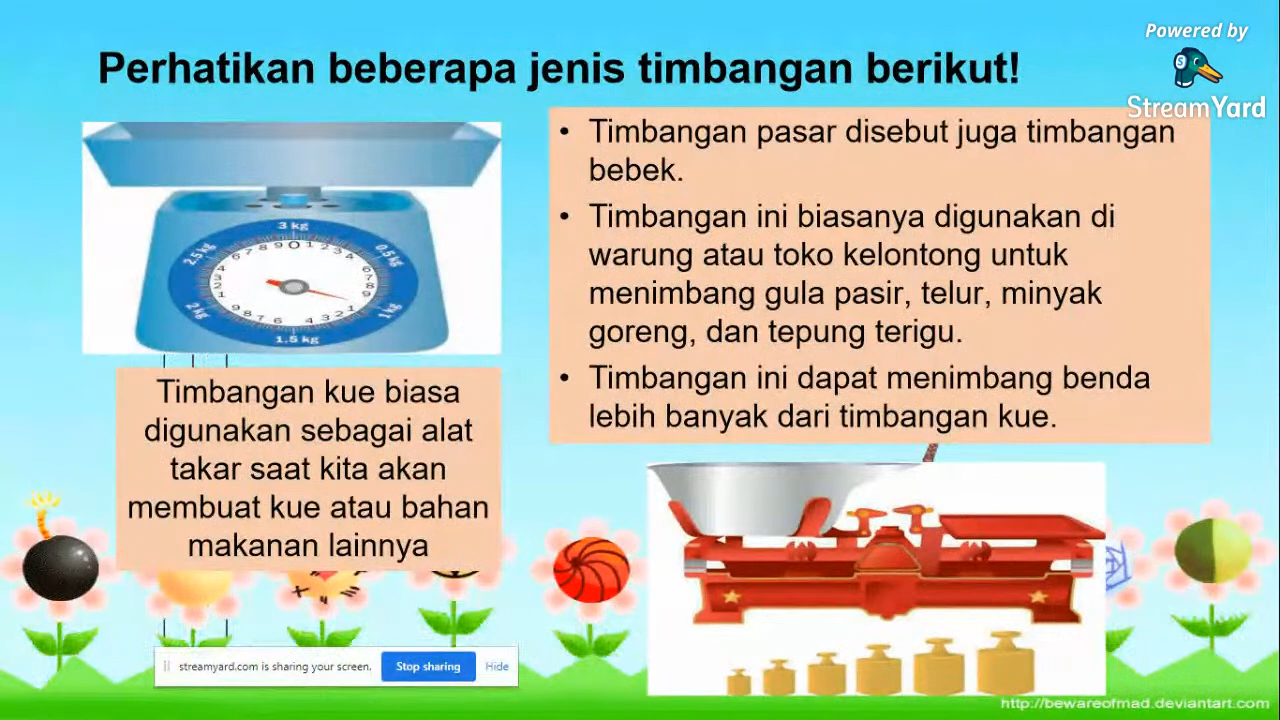 Powered by
StreamYard
Perhatikan beberapa jenis timbangan berikut!
3 kg
0.5 kg
1 kg
1.5 kg
2 kg
2.5 kg
Timbangan kue biasa
digunakan sebagai alat
takar saat kita akan
membuat kue atau bahan
makanan lainnya
• Timbangan pasar disebut juga timbangan
bebek.
• Timbangan ini biasanya digunakan di
warung atau toko kelontong untuk
menimbang gula pasir, telur, minyak
goreng, dan tepung terigu.
• Timbangan ini dapat menimbang benda
lebih banyak dari timbangan kue.
streamyard.com is sharing your screen.
Stop sharing
Hide
http://bewareofmad.deviantart.com